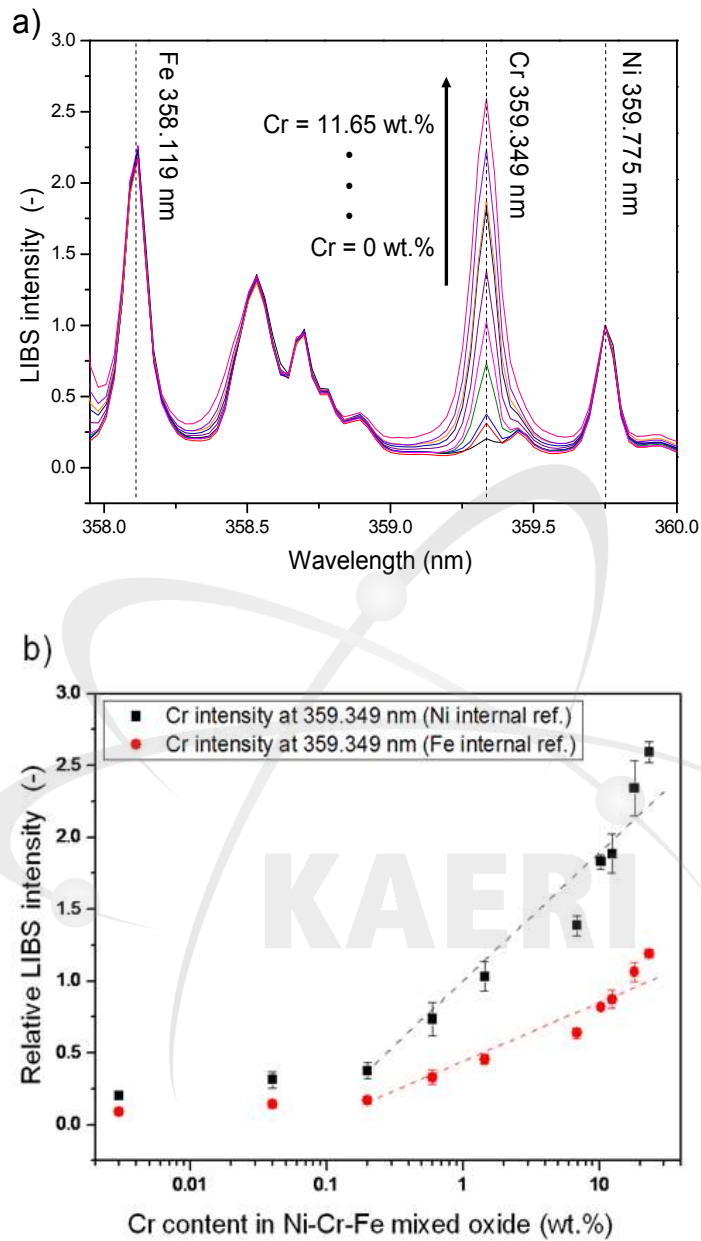 a)
3.0
2.5
2.0
1.5
1.0
0.5
0.0
LIBS intensity (-)
Fe 358.119 nm
Cr = 11.65 wt.%
Cr = 0 wt.%
Cr 359.349 nm
Ni 359.775 nm
358.0 358.5 359.0 359.5 360.0
Wavelength (nm)
b)
3.0
2.5
2.0
1.5
1.0
0.5
0.0
Relative LIBS intensity (-)
Cr intensity at 359.349 nm (Ni internal ref.)
Cr intensity at 359.349 nm (Fe internal ref.)
KAERI
0.01 0.1 1 10
Cr content in Ni-Cr-Fe mixed oxide (wt.%)